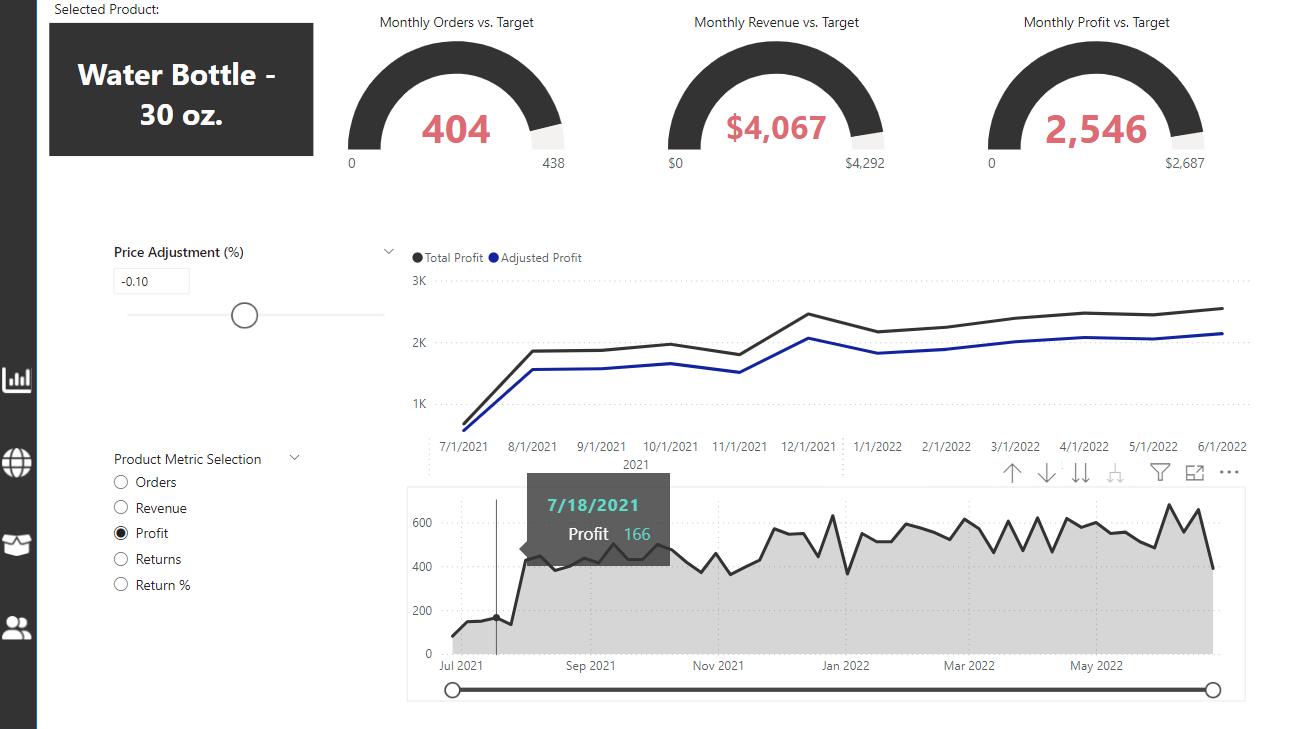 Selected Product:
Water Bottle -
30 oz.
Monthly Orders vs. Target
404
0 438
Monthly Revenue vs. Target
$4,067
$0 $4,292
Monthly Profit vs. Target
2,546
0 $2,687
Price Adjustment (%)
-0.10
Product Metric Selection
Orders
Revenue
Profit
Returns
Return %
Total Profit Adjusted Profit
3K
2K
1K
7/1/2021 8/1/2021 9/1/2021 10/1/2021 11/1/2021 12/1/2021 1/1/2022 2/1/2022 3/1/2022 4/1/2022 5/1/2022 6/1/2022
2021
7/18/2021
Profit 166
600
400
200
0
Jul 2021 Sep 2021 Nov 2021 Jan 2022 Mar 2022 May 2022